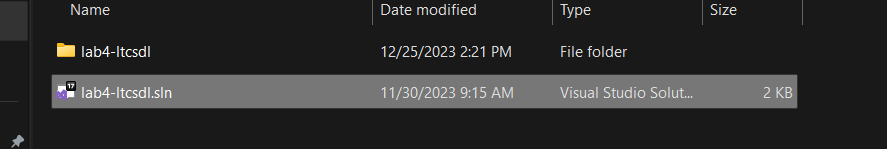 Name Date modified Type Size
lab4-ltcsdl 12/25/2023 2:21 PM File folder
lab4-ltcsdl.sln 11/30/2023 9:15 AM Visual Studio Solut... 2 KB